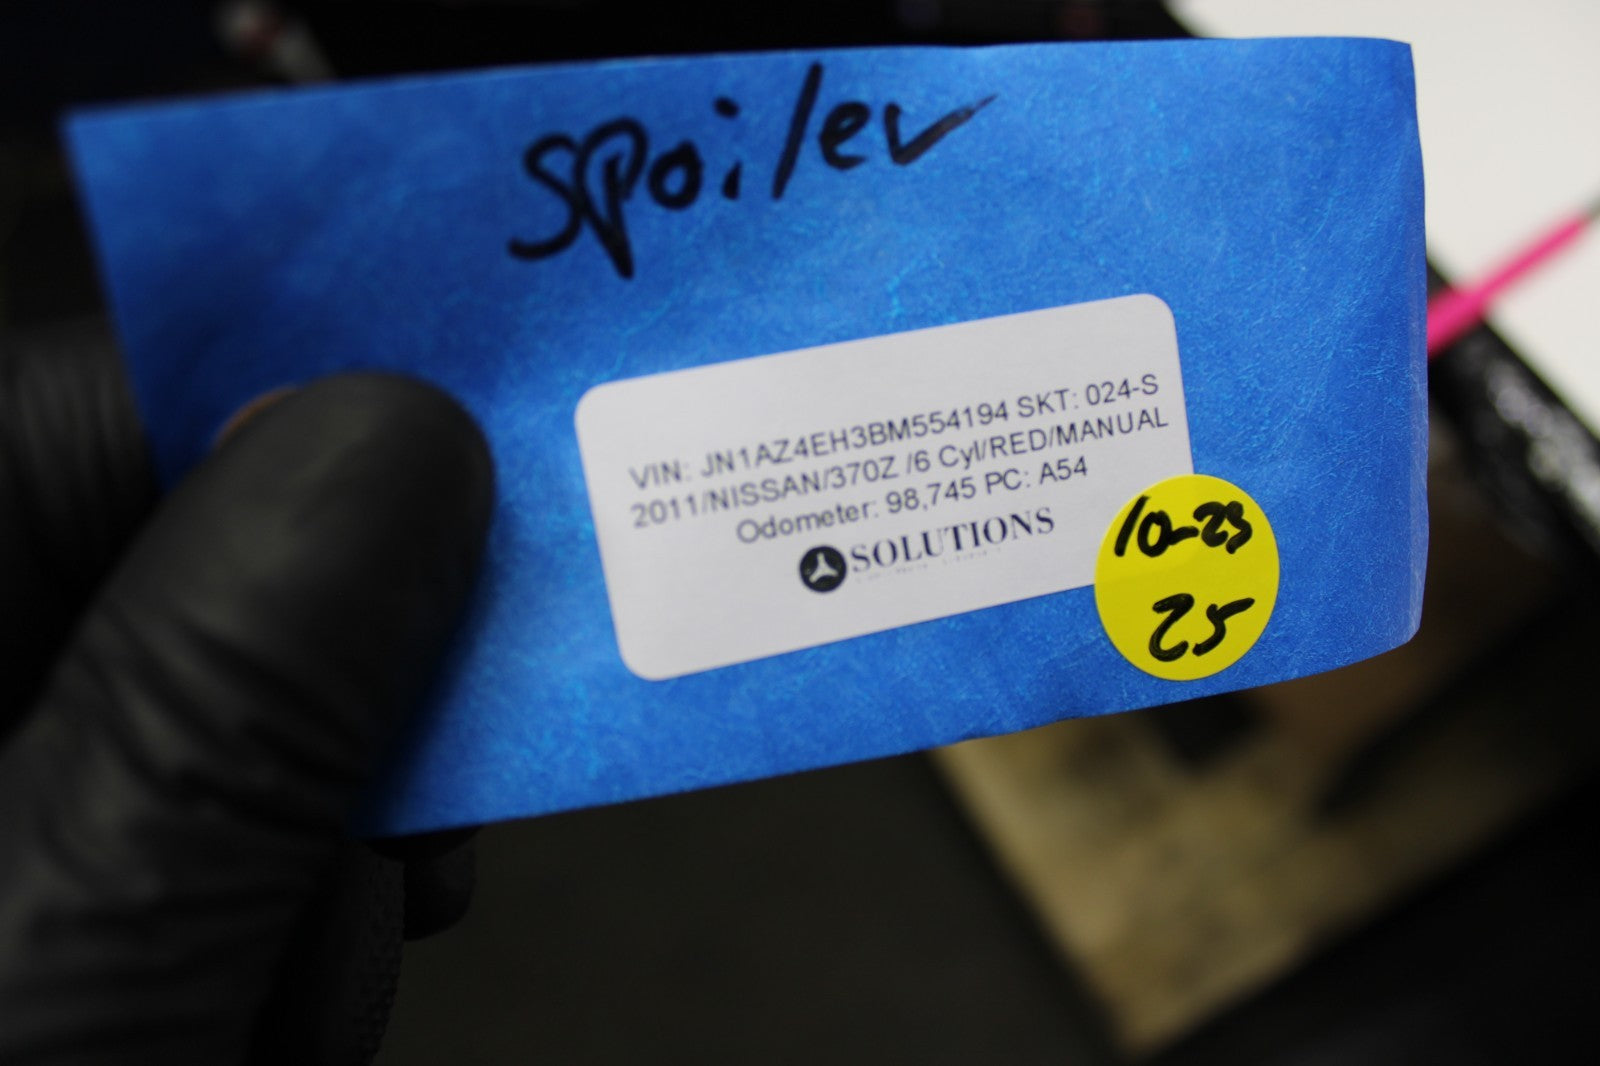 Spoiler
VIN: JN1AZ4EH3BM554194 SKT: 024-S
2011/NISSAN/370Z /6 Cyl/RED/MANUAL
Odometer: 98,745 PC: A54
SOLUTIONS
10-23
25